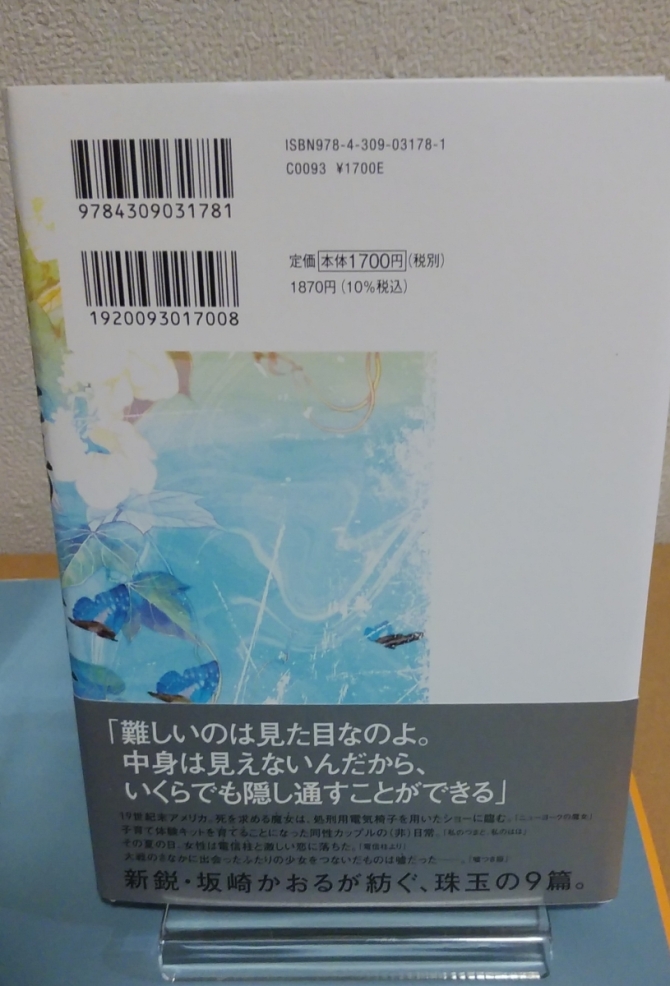 ISBN978-4-309-03178-1
C0093 ¥1700E
9784309031781
定価 本体1700円(税別)
1870円(10%税込)
1920093017008
「難しいのは見た目なのよ。
中身は見えないんだから、
いくらでも隠し通すことができる」
19世紀末アメリカ。死を求める魔女は、処刑用電気椅子を用いたショーに臨む。「ニューヨークの魔女」
子育て体験キットを育てることになった同性カップルの(非)日常。「私のつまと、私のはは」
その夏の日、女性は電信柱と激しい恋に落ちた。「電信柱より」
大戦のさなかに出会ったふたりの少女をつないだものは嘘だった――。「嘘つき姫」
新鋭・坂崎かおるが紡ぐ、珠玉の9篇。